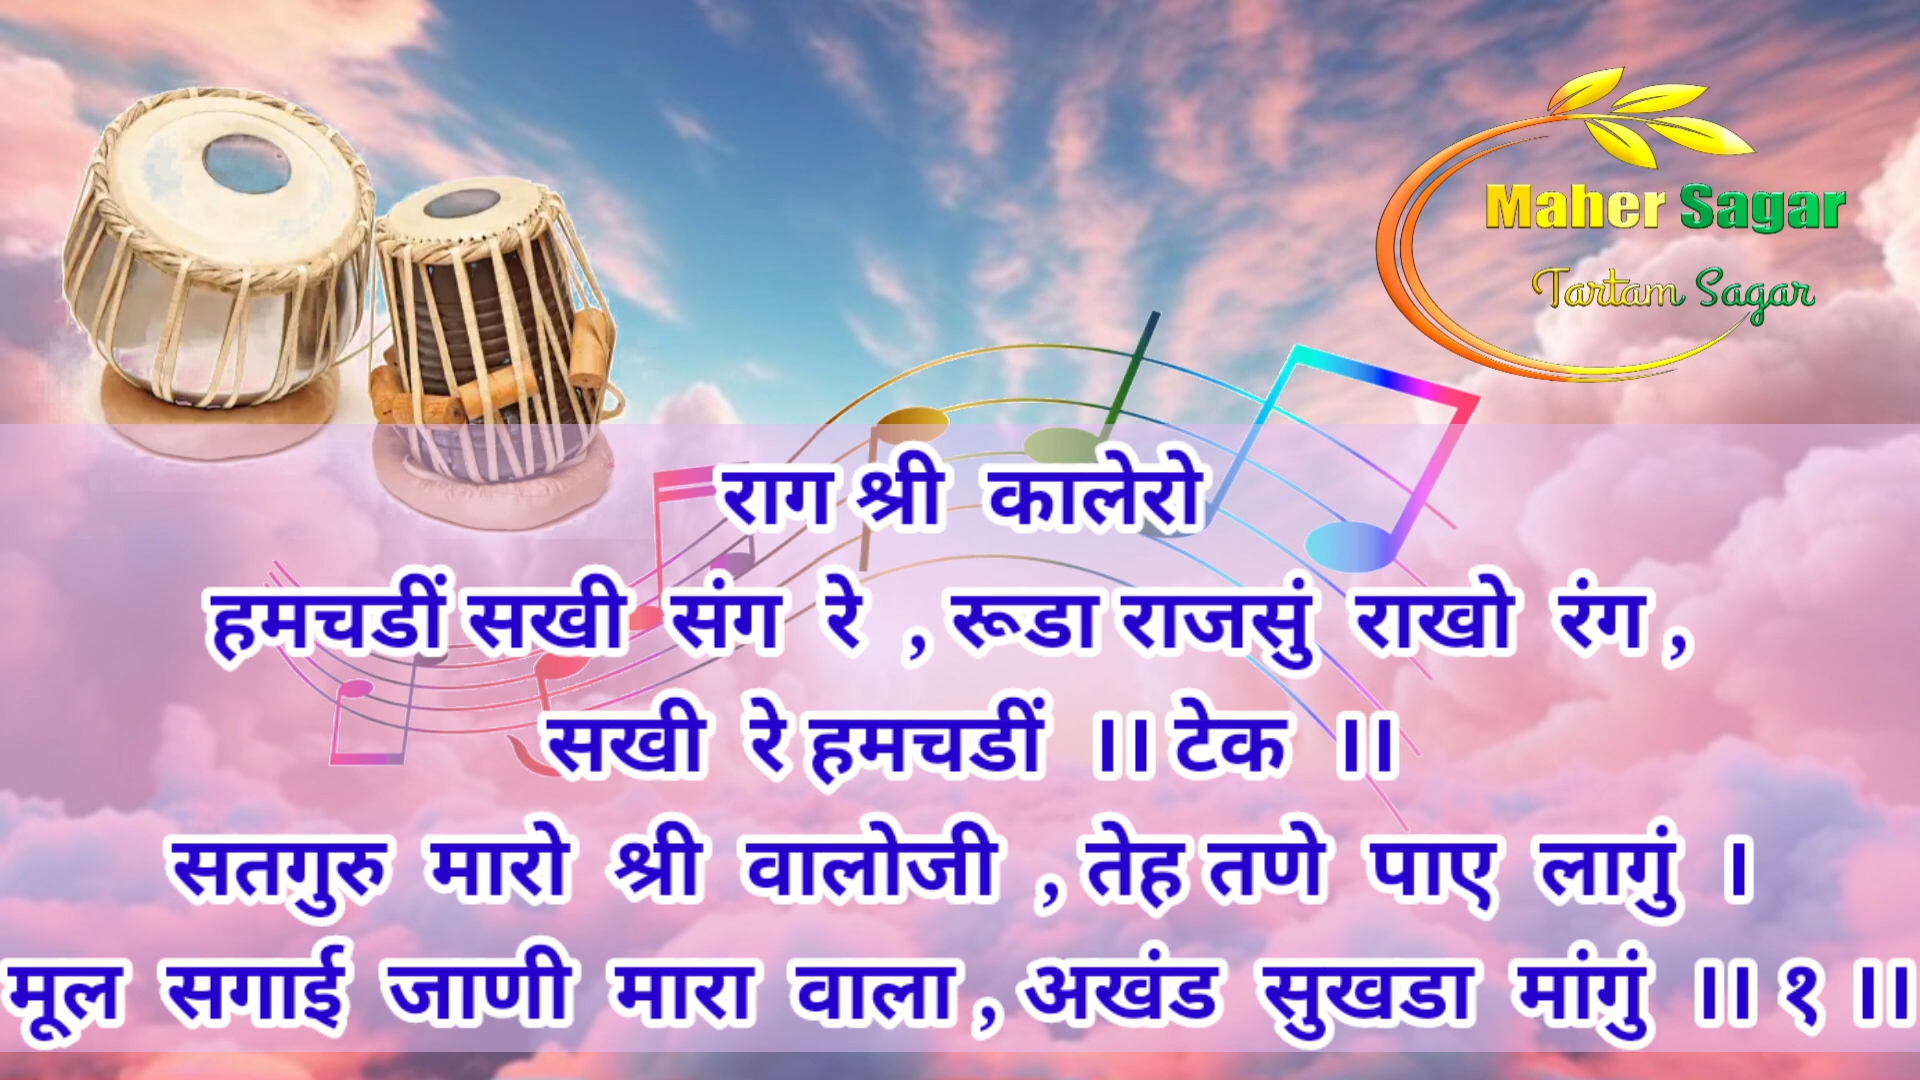 Maher Sagar
Tartam Sagar
राग श्री कालेरो
हमचडीं सखी संग रे , रूडा राजसुं राखो रंग ,
सखी रे हमचडीं ।। टेक ।।
सतगुरु मारो श्री वालोजी , तेह तणे पाए लागुं ।
मूल सगाई जाणी मारा वाला , अखंड सुखडा मांगुं ।। १ ।।